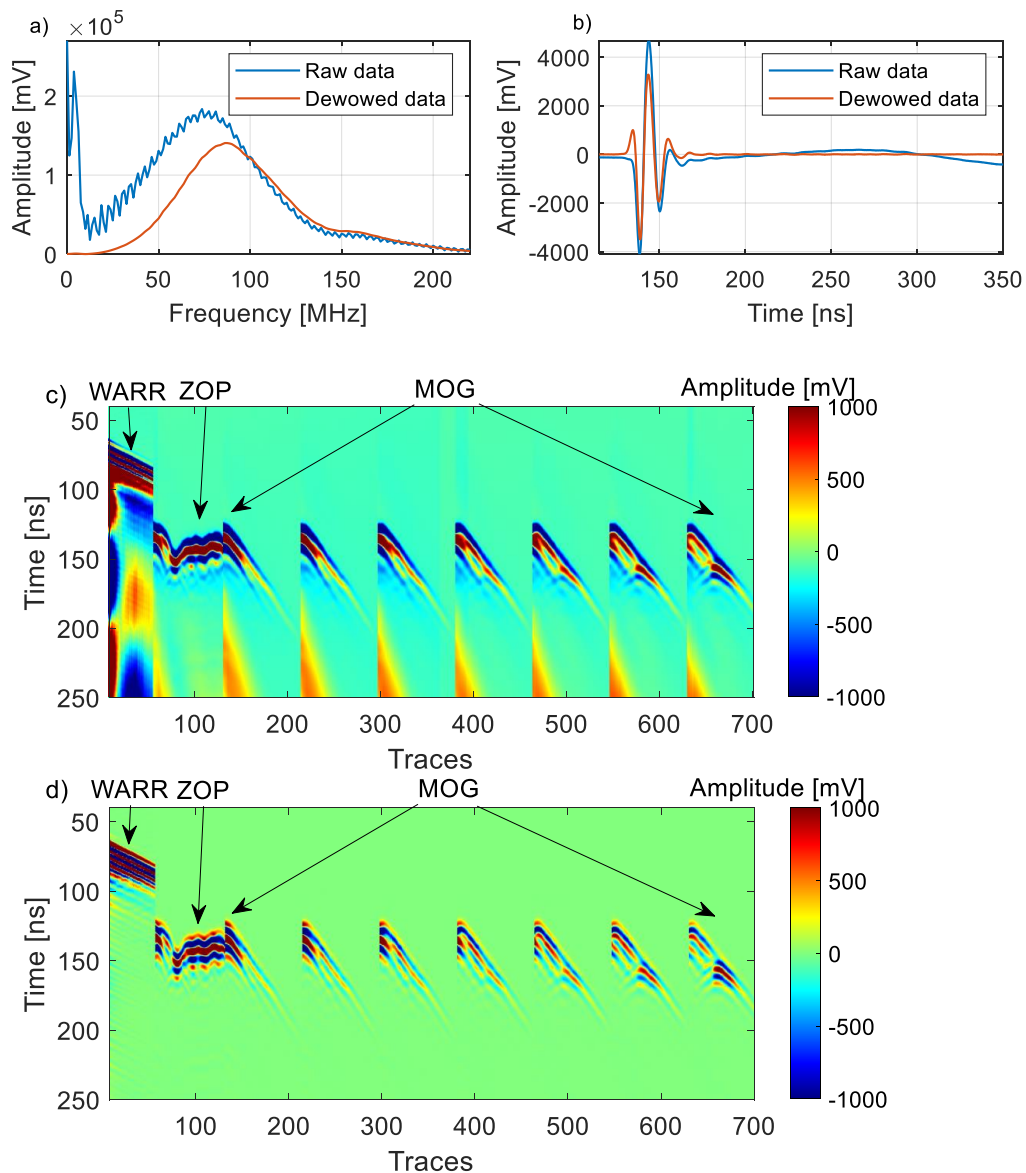 a)
×10^5
Amplitude [mV]
2
1
0
Raw data
Dewowed data
0 50 100 150 200
Frequency [MHz]
b)
Amplitude [mV]
4000
2000
0
-2000
-4000
Raw data
Dewowed data
150 200 250 300 350
Time [ns]
c)
WARR ZOP MOG Amplitude [mV]
Time [ns]
50
100
150
200
250
100 200 300 400 500 600 700
Traces
1000
500
0
-500
-1000
d)
WARR ZOP MOG Amplitude [mV]
Time [ns]
50
100
150
200
250
100 200 300 400 500 600 700
Traces
1000
500
0
-500
-1000